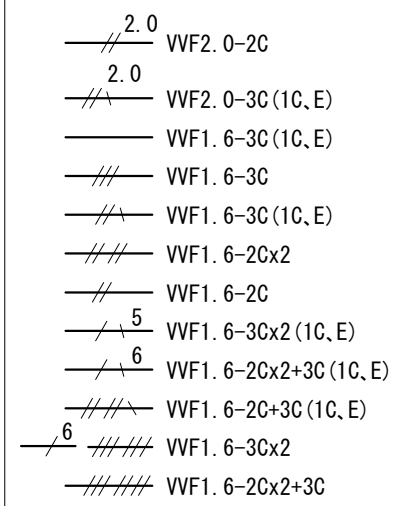 2.0 VVF2.0-2C
2.0 VVF2.0-3C(1C、E)
VVF1.6-3C(1C、E)
VVF1.6-3C
VVF1.6-3C(1C、E)
VVF1.6-2Cx2
VVF1.6-2C
5 VVF1.6-3Cx2(1C、E)
6 VVF1.6-2Cx2+3C(1C、E)
VVF1.6-2C+3C(1C、E)
6 VVF1.6-3Cx2
VVF1.6-2Cx2+3C